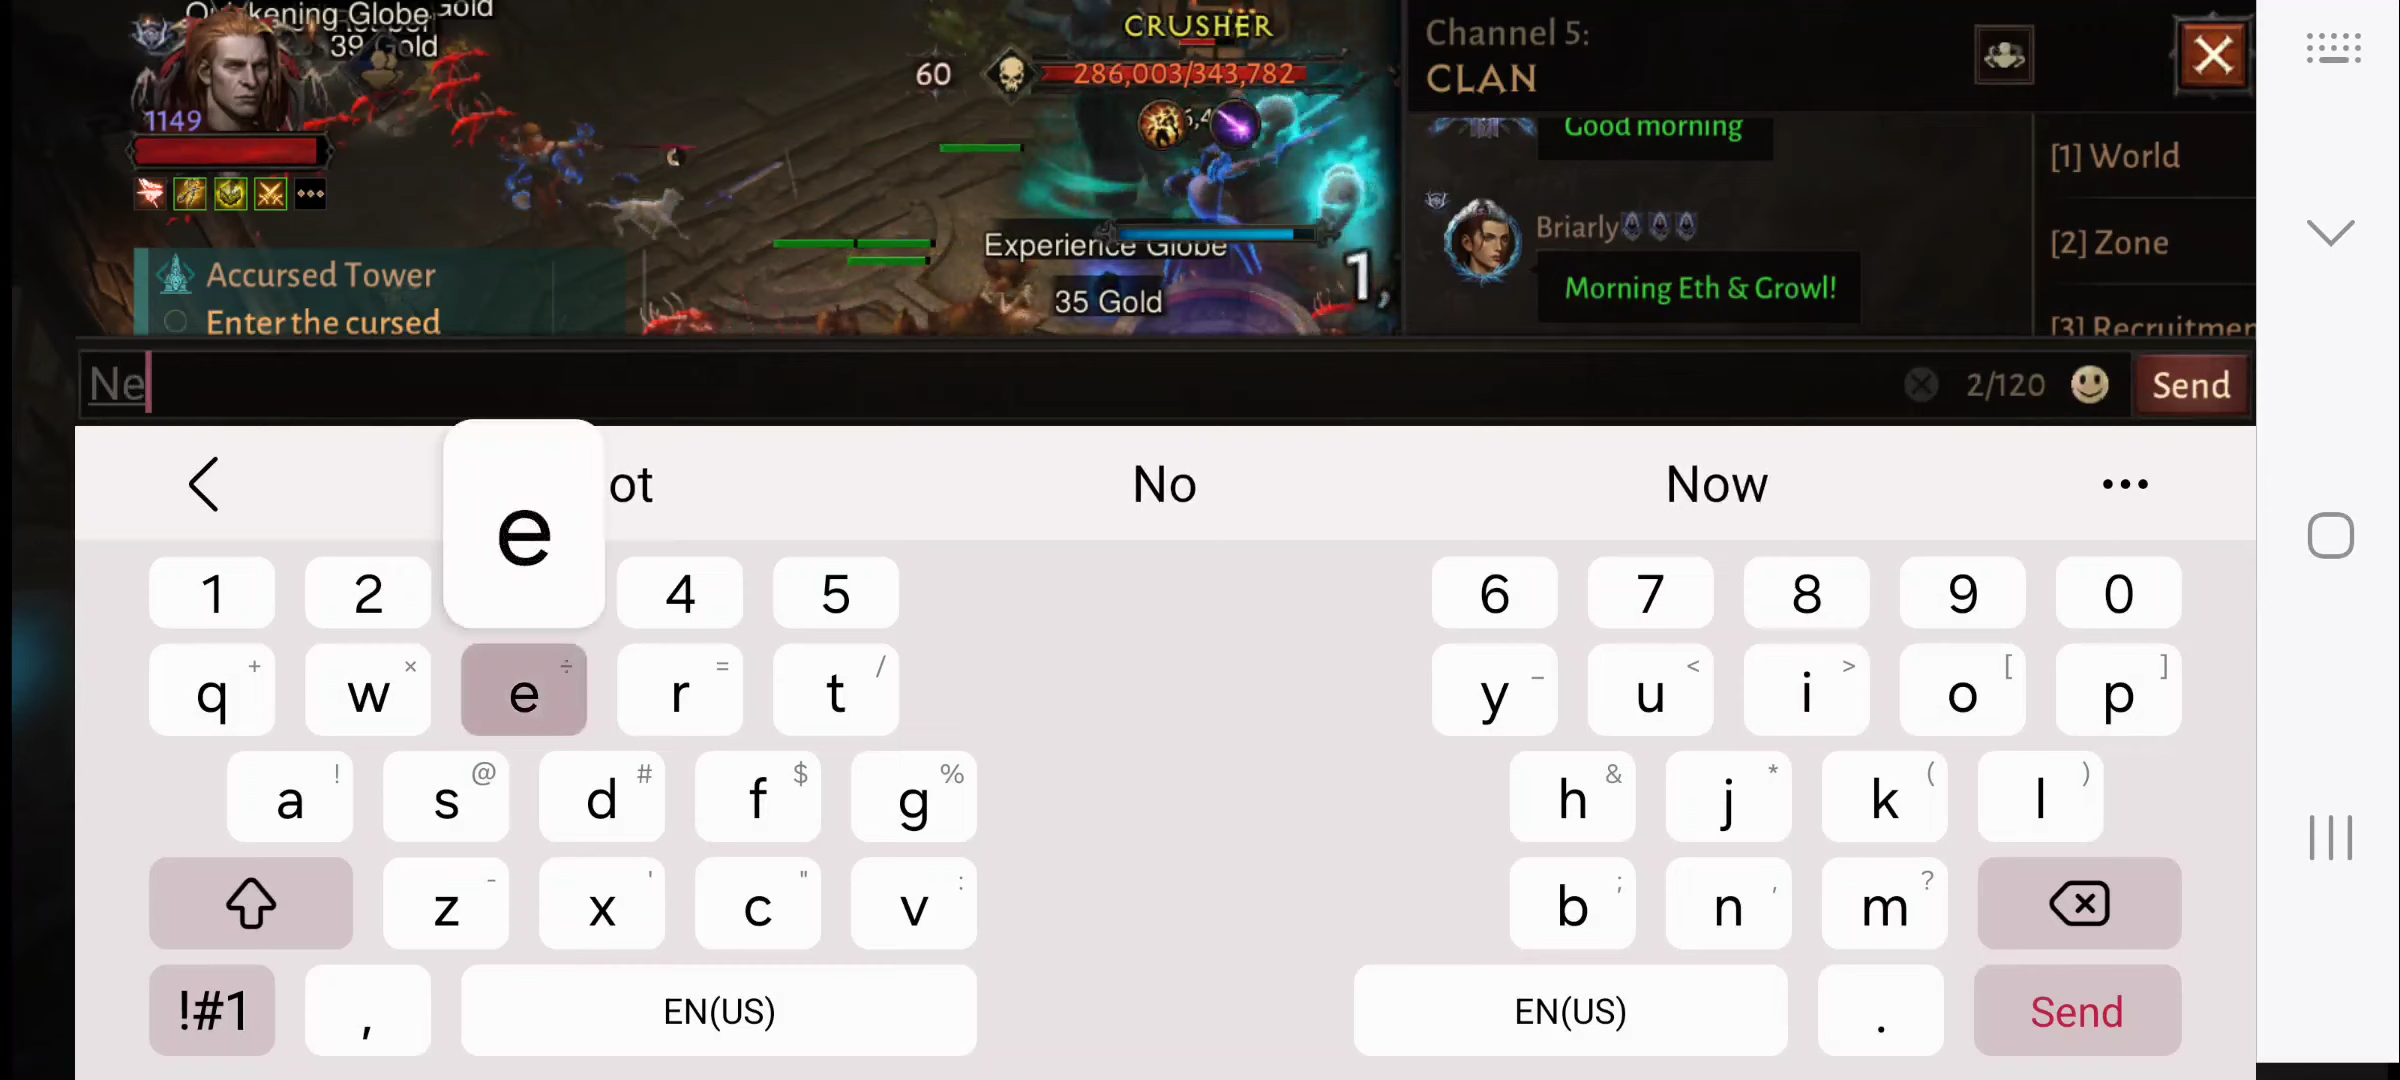 Gold
39 Gold
1149
Accursed Tower
Enter the cursed
CRUSHER
60
286,003/343,782
Experience Globe
35 Gold
1,
Channel 5:
CLAN
Good morning
Briarly
Morning Eth & Growl!
[1] World
[2] Zone
[3] Recruitmen
Ne
2/120
Send
e
ot
No
Now
1 2 4 5 6 7 8 9 0
q + w × e ÷ r = t / y _ u < i > o [ p ]
a ! s @ d # f $ g % h & j * k ( l )
z - x ' c " v : b ; n , m ?
!#1 , EN(US) EN(US) . Send